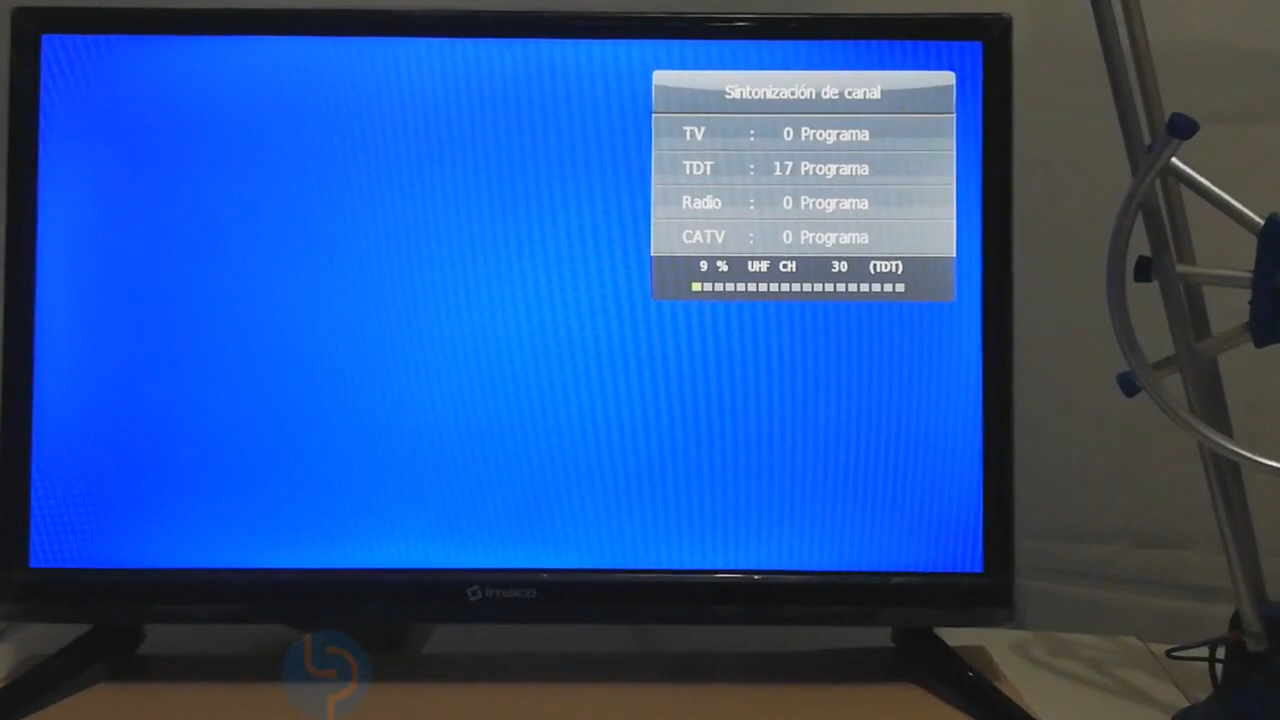 Sintonización de canal
TV : 0 Programa
TDT : 17 Programa
Radio : 0 Programa
CATV : 0 Programa
9 % UHF CH 30 (TDT)
imaco